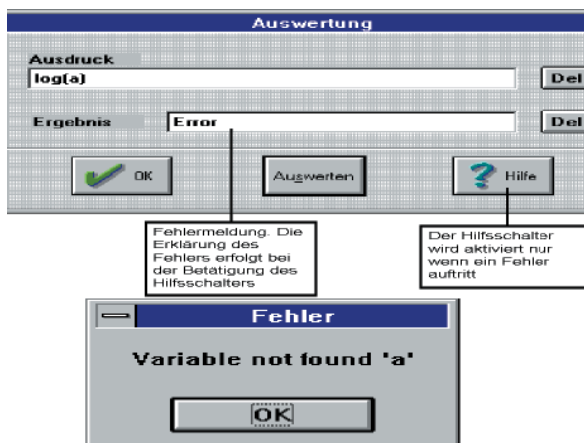 Auswertung
Ausdruck
log(a)
Del
Ergebnis
Error
Del
OK
Auswerten
Hilfe
Fehlermeldung. Die
Erklärung des
Fehlers erfolgt bei
der Betätigung des
Hilfsschalters
Der Hilfsschalter
wird aktiviert nur
wenn ein Fehler
auftritt
Fehler
Variable not found 'a'
OK